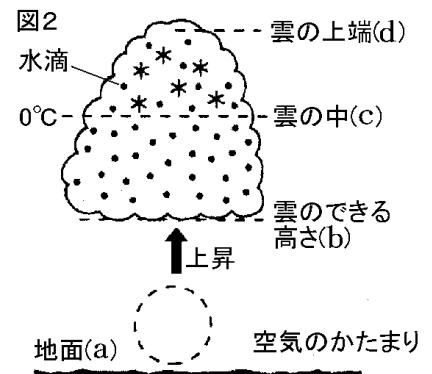 図2
雲の上端(d)
水滴
0℃
雲の中(c)
雲のできる
高さ(b)
上昇
地面(a)
空気のかたまり